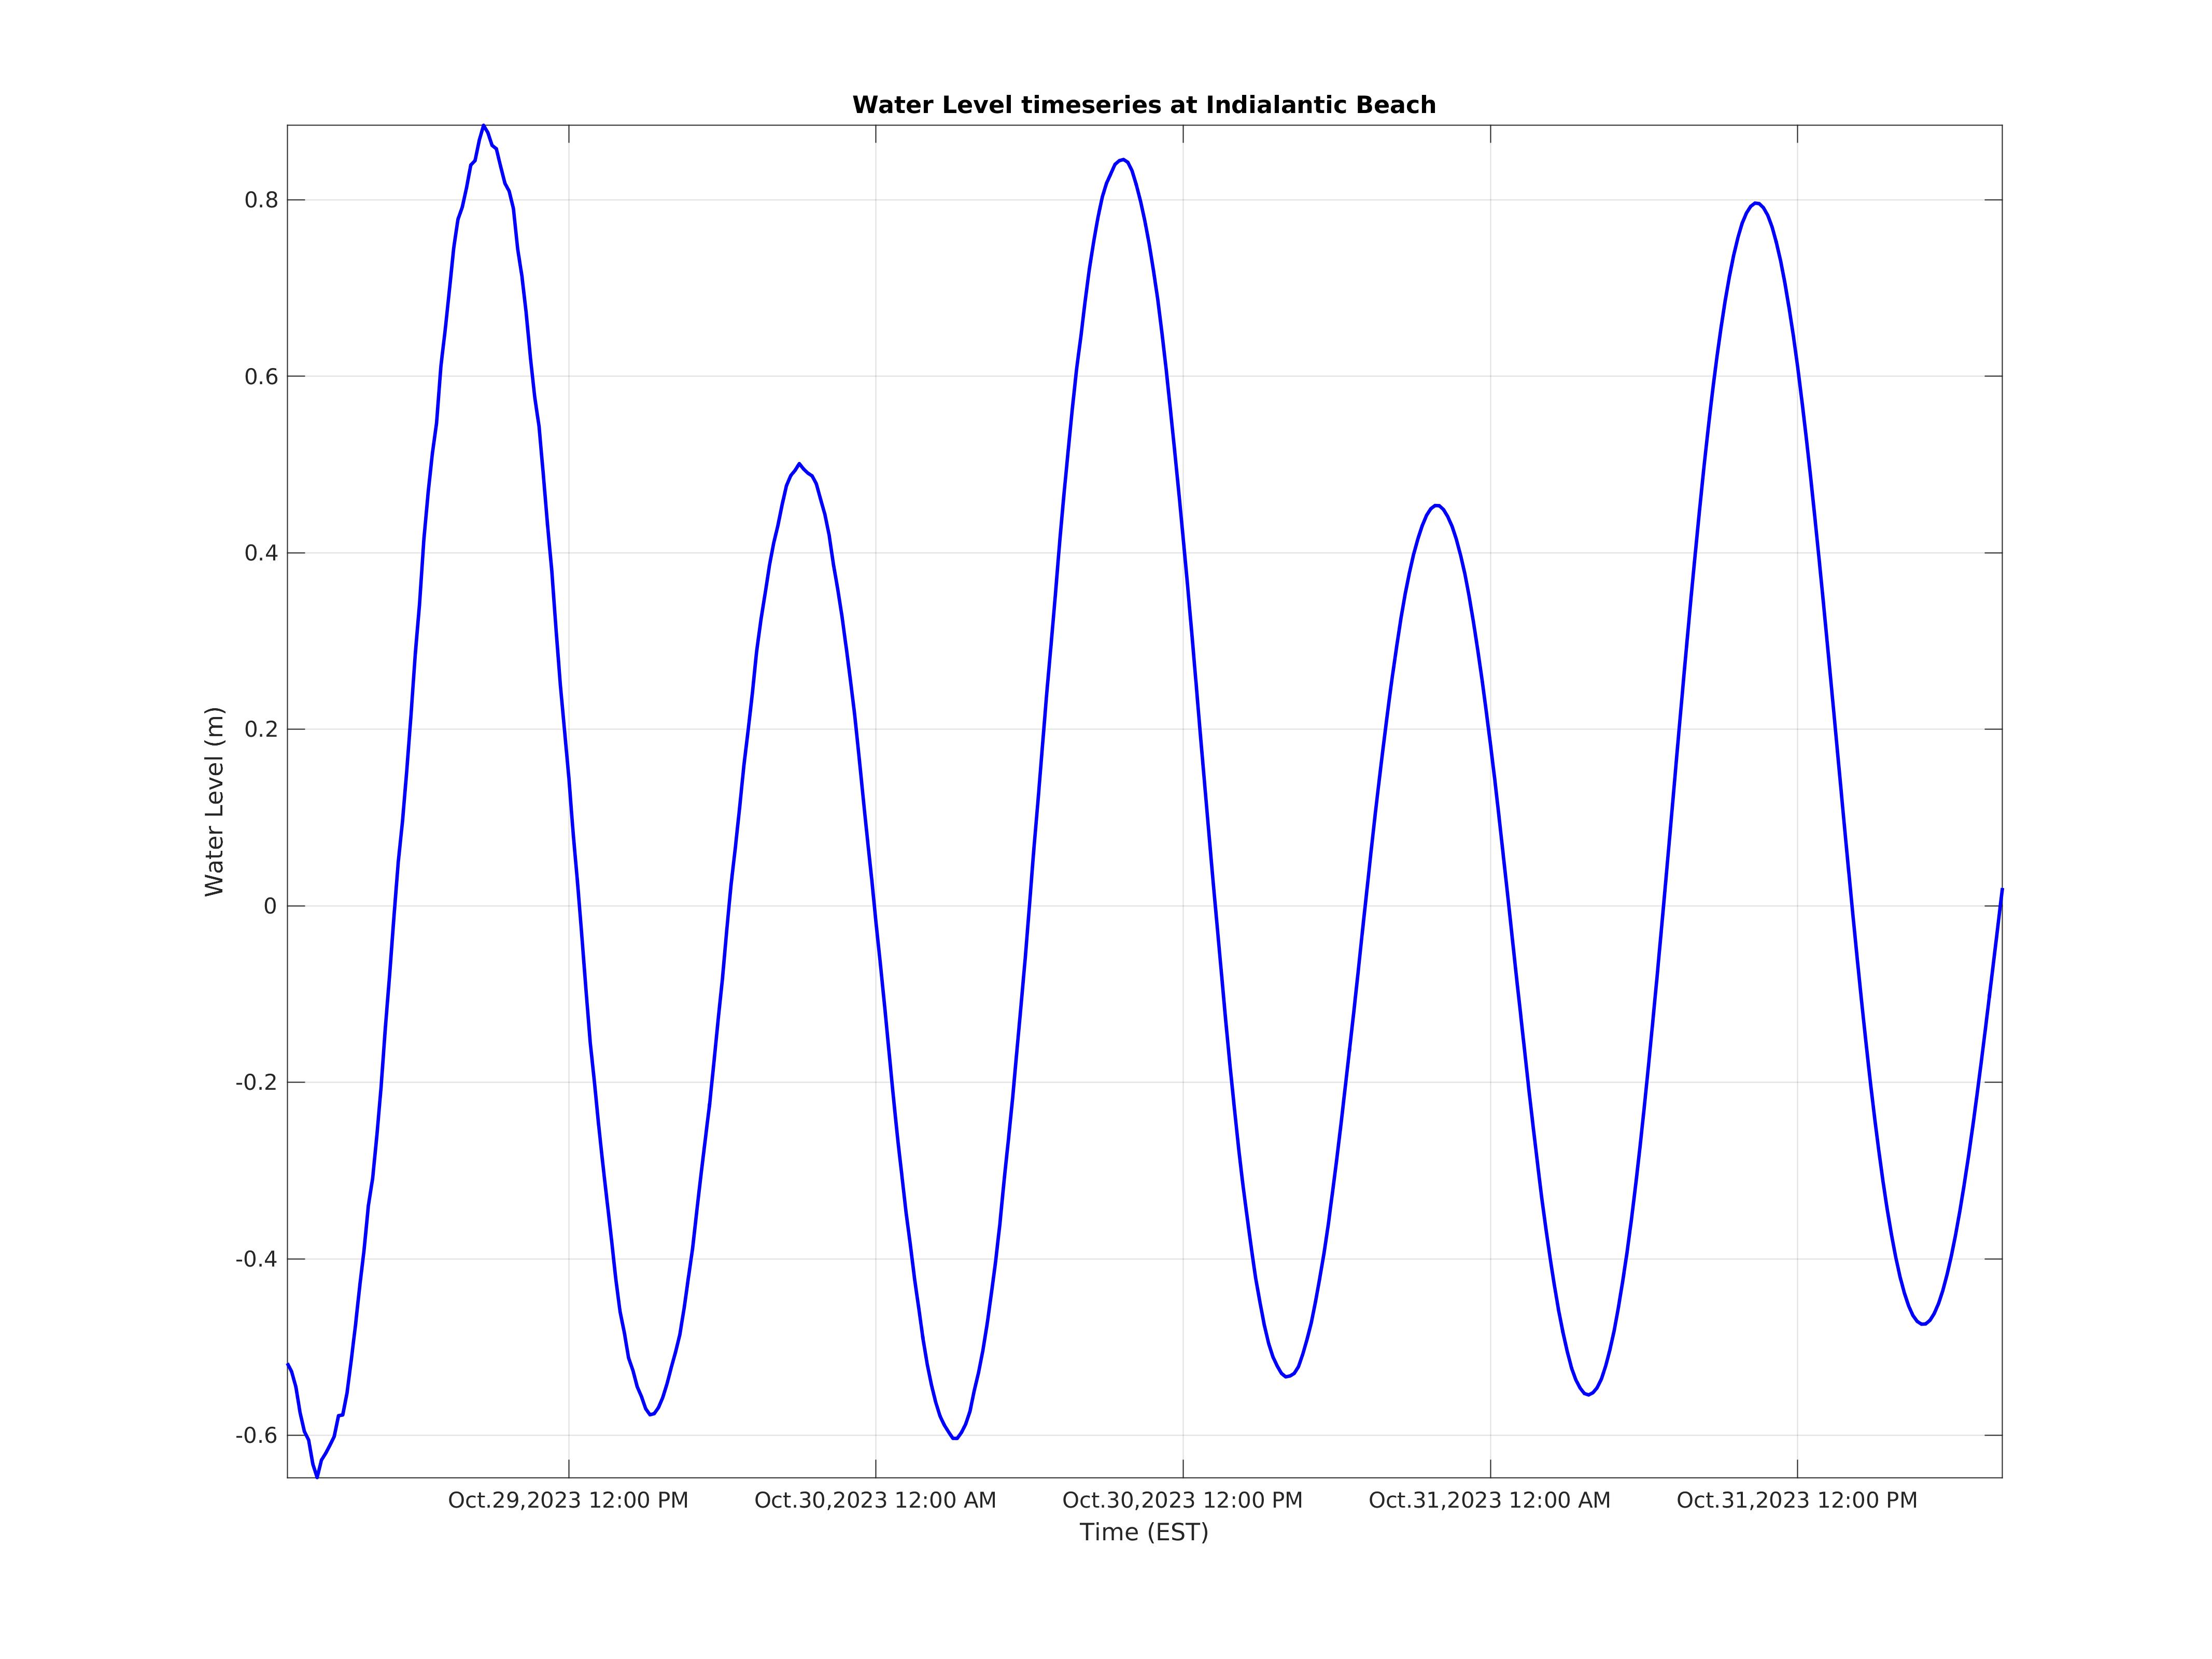 Water Level timeseries at Indialantic Beach
0.8
0.6
0.4
0.2
0
-0.2
-0.4
-0.6
Water Level (m)
Oct.29,2023 12:00 PM Oct.30,2023 12:00 AM Oct.30,2023 12:00 PM Oct.31,2023 12:00 AM Oct.31,2023 12:00 PM
Time (EST)